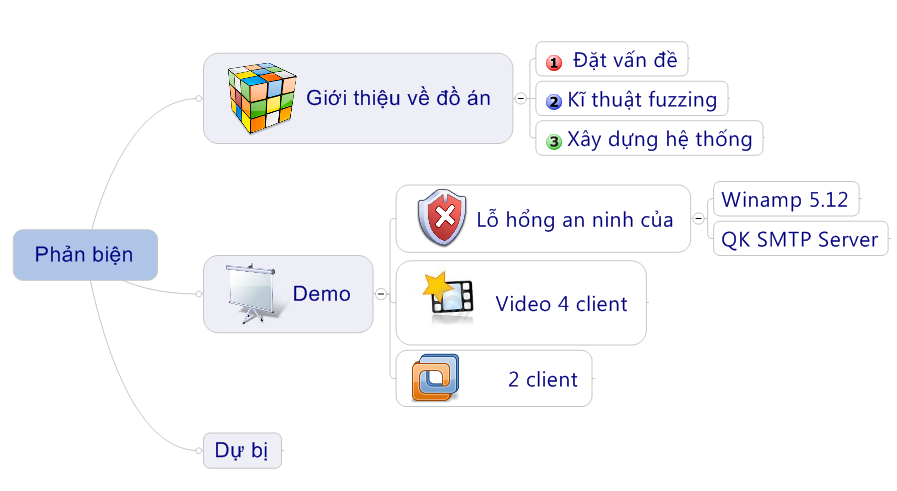 Phản biện
Giới thiệu về đồ án
1 Đặt vấn đề
2 Kĩ thuật fuzzing
3 Xây dựng hệ thống
Demo
Lỗ hổng an ninh của
Winamp 5.12
QK SMTP Server
Video 4 client
2 client
Dự bị